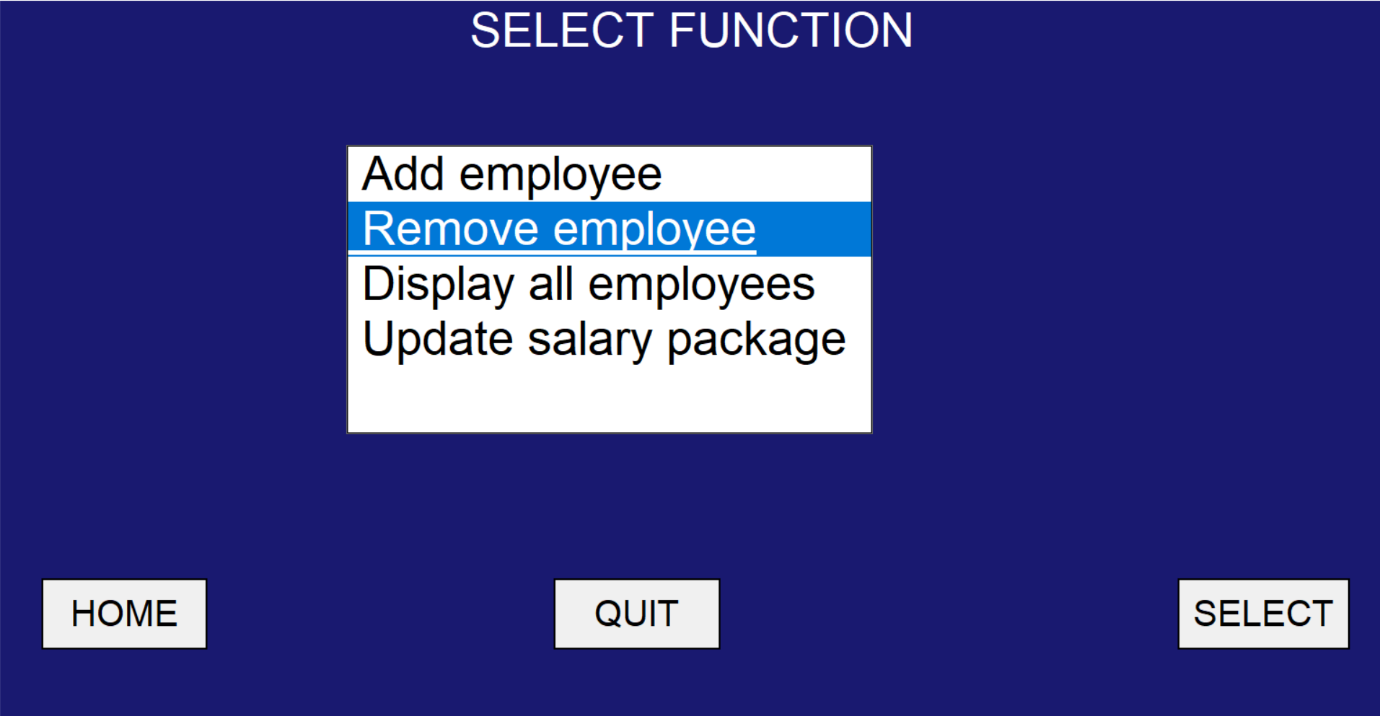 SELECT FUNCTION
Add employee
Remove employee
Display all employees
Update salary package
HOME
QUIT
SELECT